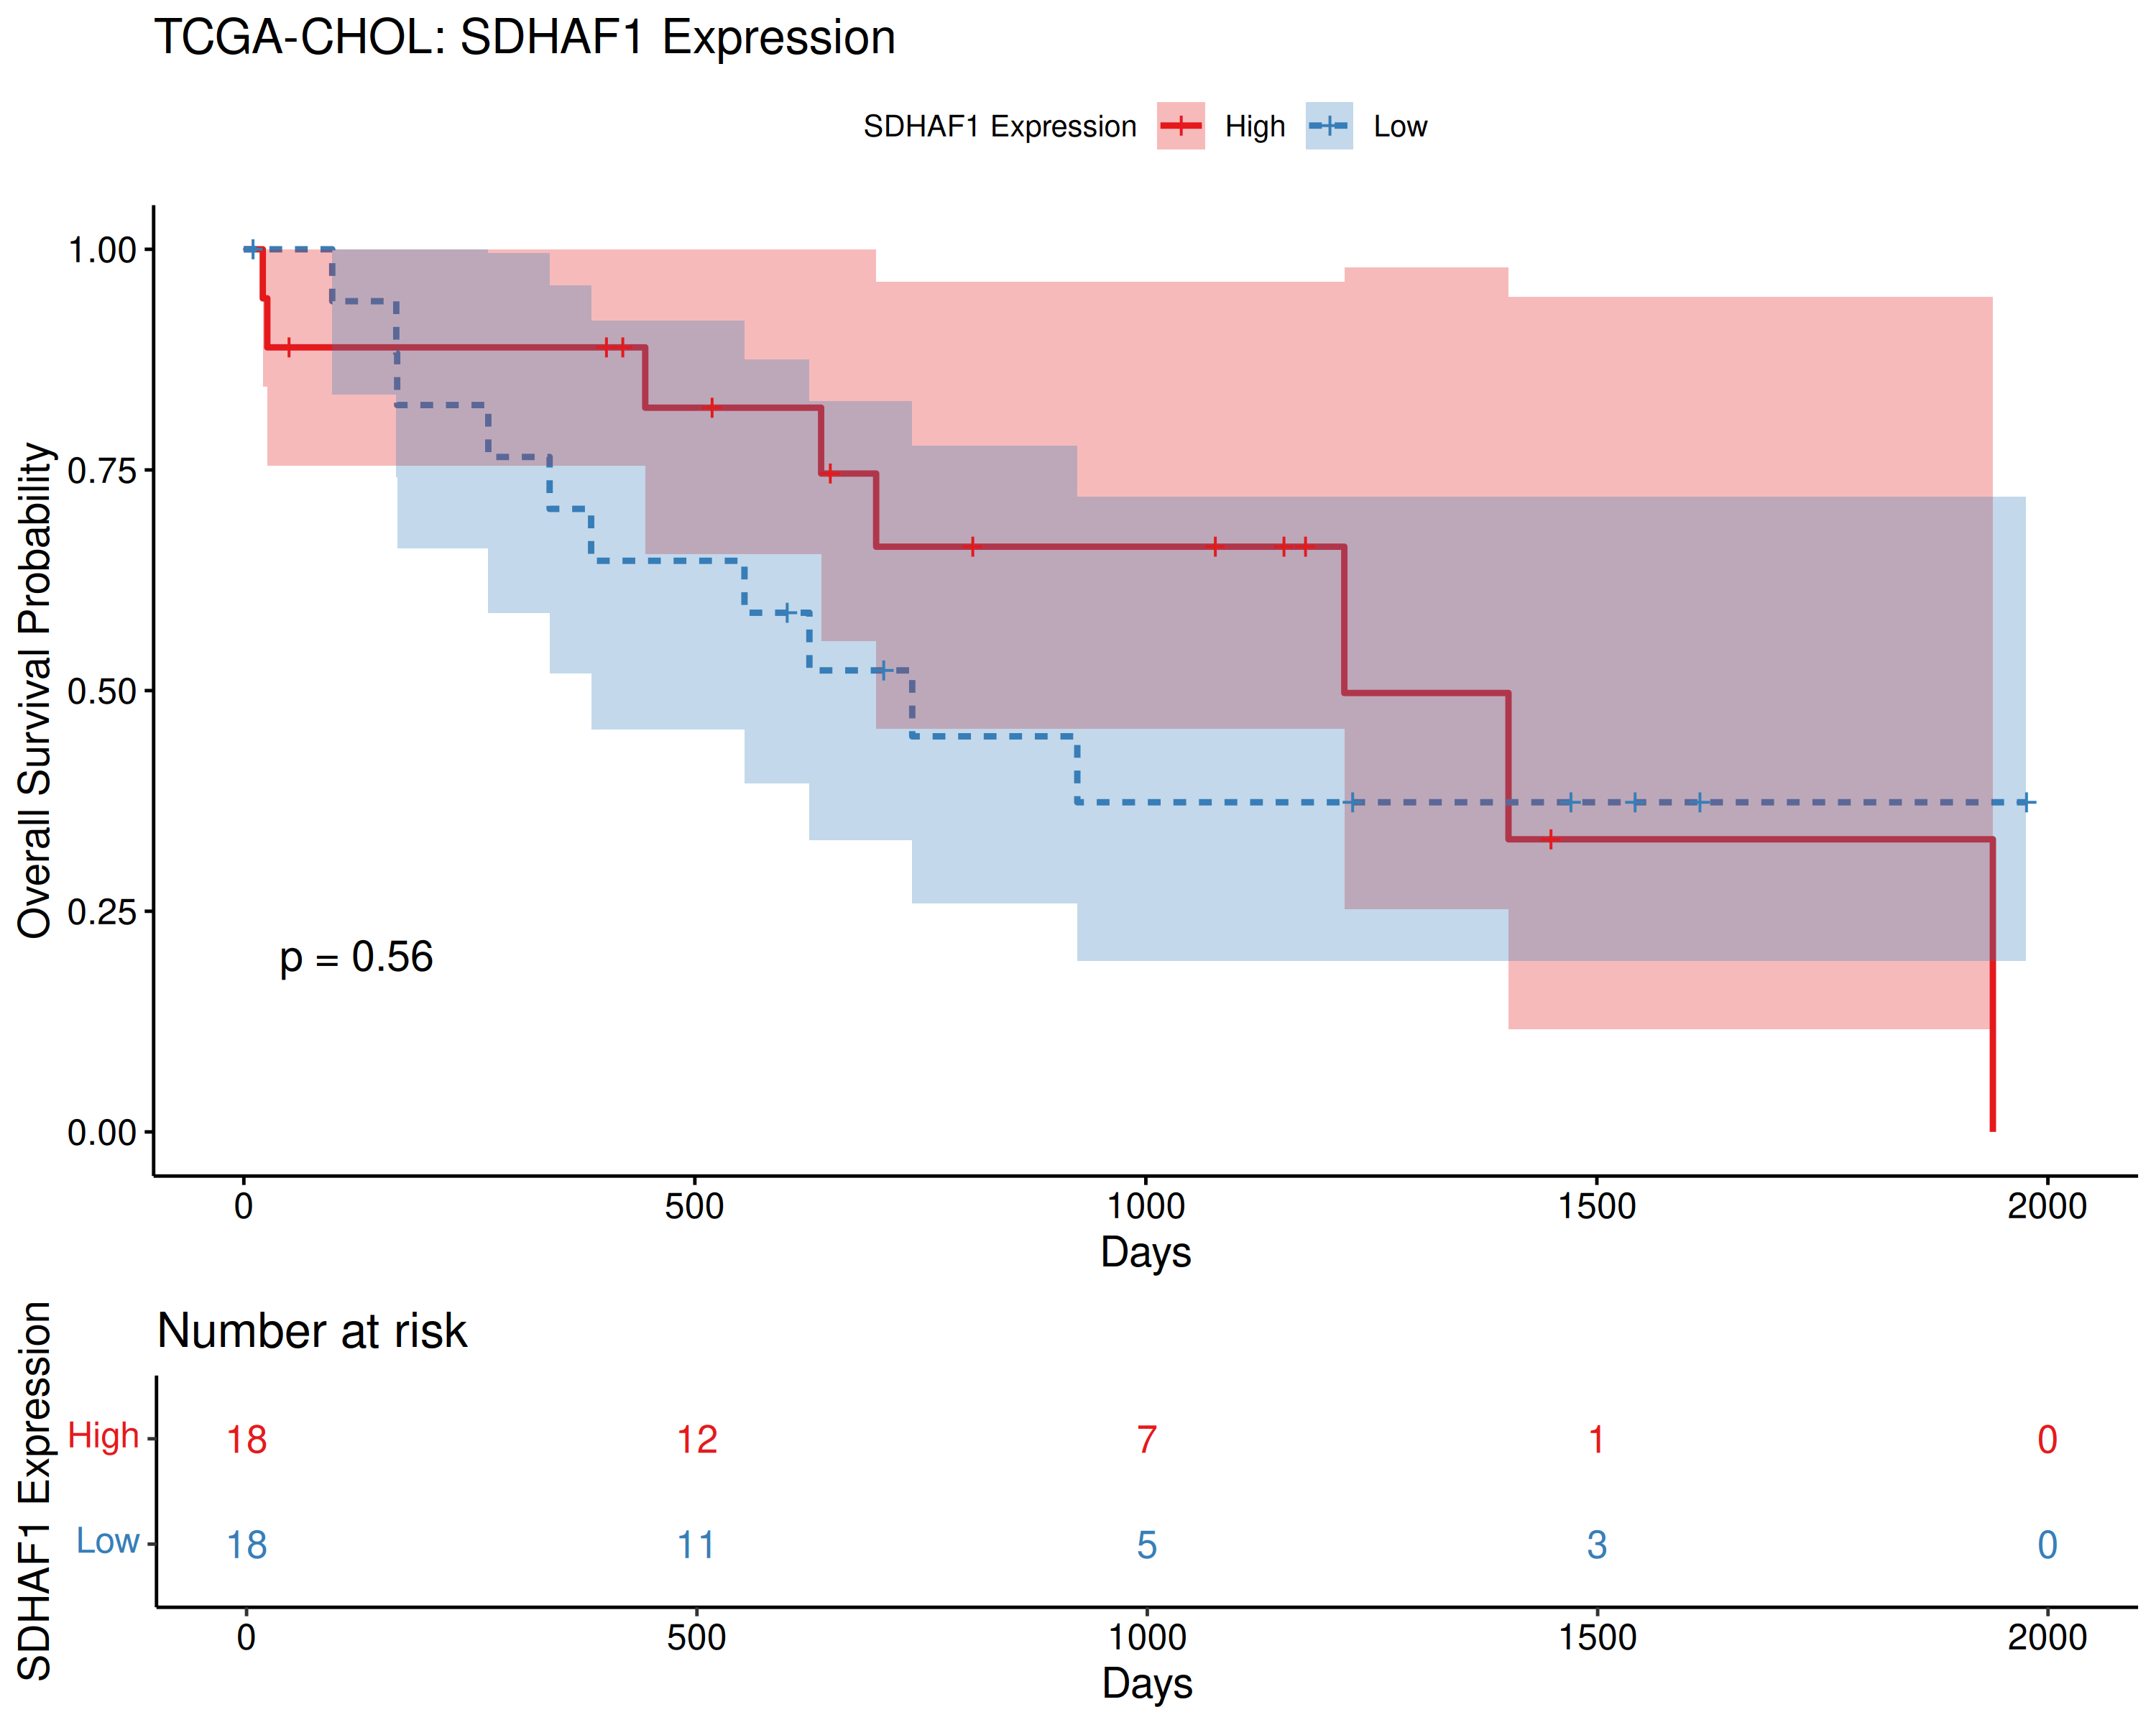 TCGA-CHOL: SDHAF1 Expression
SDHAF1 Expression High Low
Overall Survival Probability
1.00
0.75
0.50
0.25
0.00
p = 0.56
0 500 1000 1500 2000
Days
Number at risk
SDHAF1 Expression
High 18 12 7 1 0
Low 18 11 5 3 0
0 500 1000 1500 2000
Days